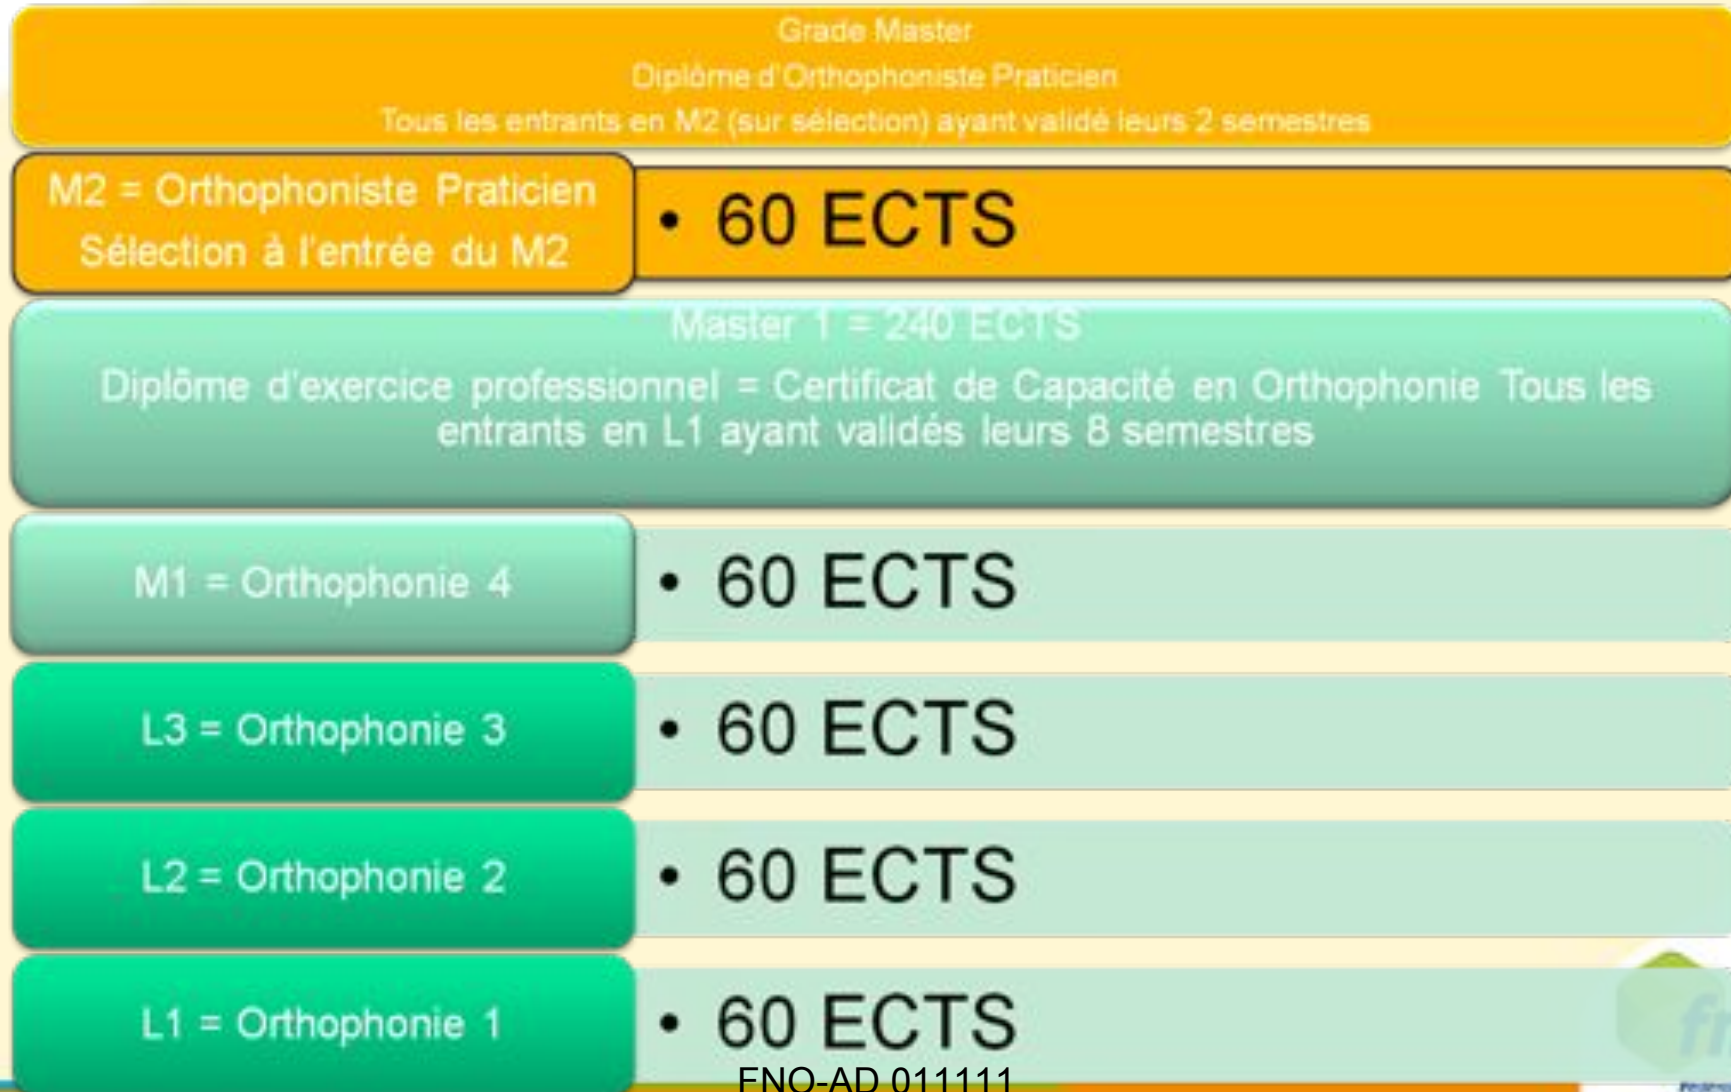 Grade Master
Diplôme d'Orthophoniste Praticien
Tous les entrants en M2 (sur sélection) ayant validé leurs 2 semestres
M2 = Orthophoniste Praticien
Sélection à l'entrée du M2
• 60 ECTS
Master 1 = 240 ECTS
Diplôme d'exercice professionnel = Certificat de Capacité en Orthophonie Tous les
entrants en L1 ayant validés leurs 8 semestres
M1 = Orthophonie 4
• 60 ECTS
L3 = Orthophonie 3
• 60 ECTS
L2 = Orthophonie 2
• 60 ECTS
L1 = Orthophonie 1
• 60 ECTS
FNO-AD 011111